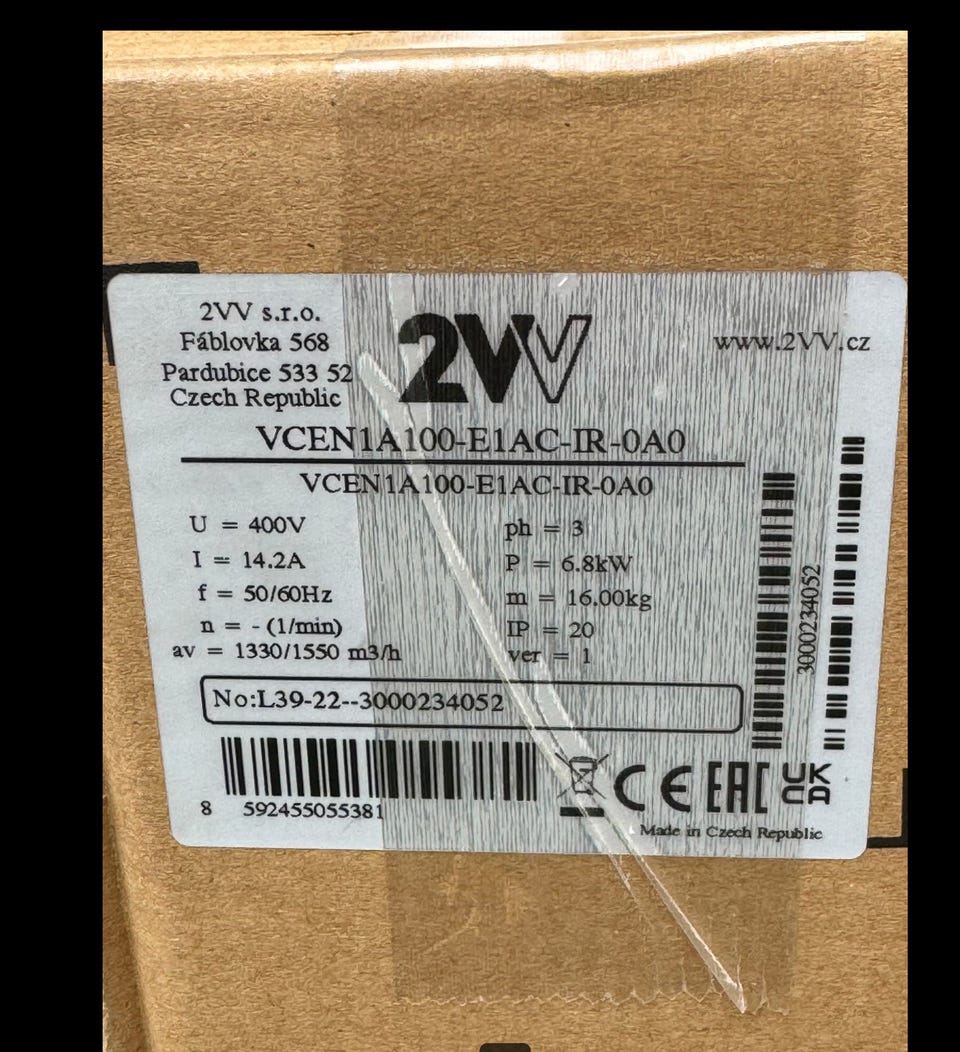 2VV s.r.o.
Fáblovka 568
Pardubice 533 52
Czech Republic
2VV
www.2VV.cz
VCEN1A100-E1AC-IR-0A0
VCEN1A100-E1AC-IR-0A0
U = 400V
ph = 3
I = 14.2A
P = 6.8kW
f = 50/60Hz
m = 16.00kg
n = - (1/min)
IP = 20
av = 1330/1550 m3/h
ver = 1
No:L39-22--3000234052
3000234052
8 592455055381
CE EAC UK CA
Made in Czech Republic